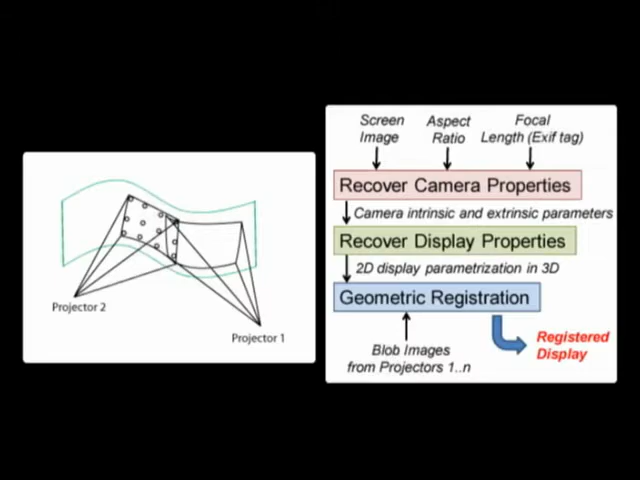 Projector 2
Projector 1
Screen
Image
Aspect
Ratio
Focal
Length (Exif tag)
Recover Camera Properties
Camera intrinsic and extrinsic parameters
Recover Display Properties
2D display parametrization in 3D
Geometric Registration
Blob Images
from Projectors 1..n
Registered
Display